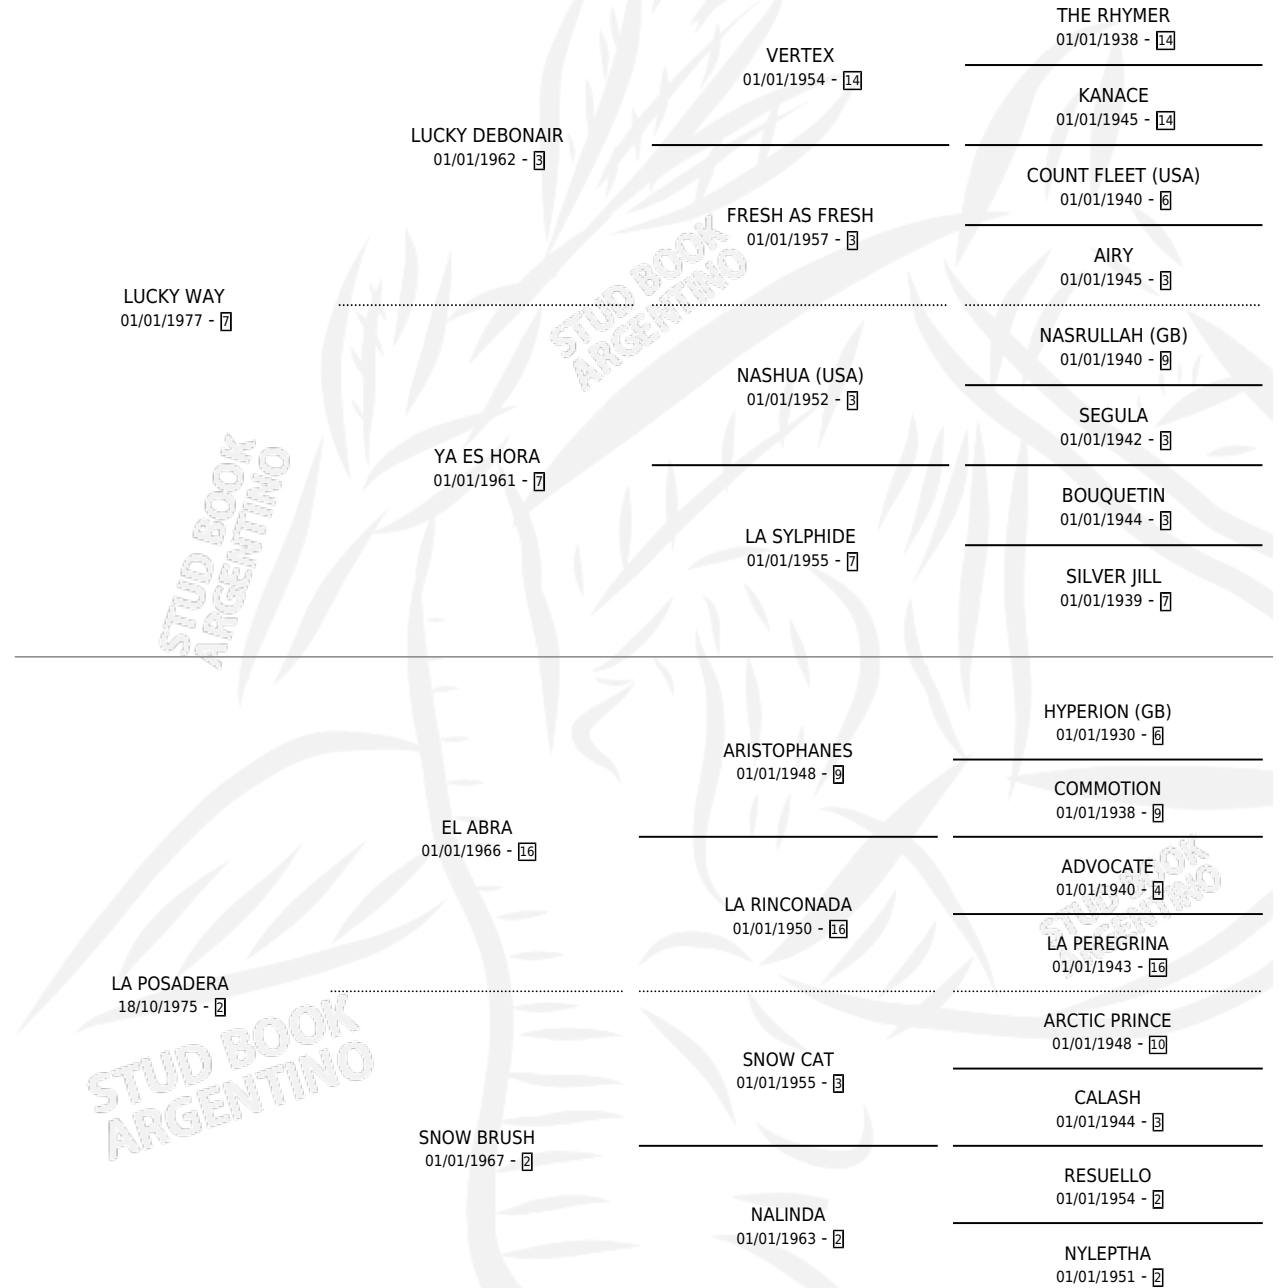 THE RHYMER
01/01/1938 - 14
VERTEX
01/01/1954 - 14
KANACE
01/01/1945 - 14
LUCKY DEBONAIR
01/01/1962 - 3
COUNT FLEET (USA)
01/01/1940 - 6
FRESH AS FRESH
01/01/1957 - 3
AIRY
01/01/1945 - 3
LUCKY WAY
01/01/1977 - 7
STUD BOOK
ARGENTINO
NASRULLAH (GB)
01/01/1940 - 9
NASHUA (USA)
01/01/1952 - 3
SEGULA
01/01/1942 - 3
YA ES HORA
01/01/1961 - 7
BOUQUETIN
01/01/1944 - 3
LA SYLPHIDE
01/01/1955 - 7
SILVER JILL
01/01/1939 - 7
STUD BOOK
ARGENTINO
HYPERION (GB)
01/01/1930 - 6
ARISTOPHANES
01/01/1948 - 9
COMMOTION
01/01/1938 - 9
EL ABRA
01/01/1966 - 16
ADVOCATE
01/01/1940 - 4
LA RINCONADA
01/01/1950 - 16
STUD BOOK
ARGENTINO
LA PEREGRINA
01/01/1943 - 16
LA POSADERA
18/10/1975 - 2
ARCTIC PRINCE
01/01/1948 - 10
SNOW CAT
01/01/1955 - 3
STUD BOOK
ARGENTINO
CALASH
01/01/1944 - 3
SNOW BRUSH
01/01/1967 - 2
RESUELLO
01/01/1954 - 2
NALINDA
01/01/1963 - 2
NYLEPTHA
01/01/1951 - 2